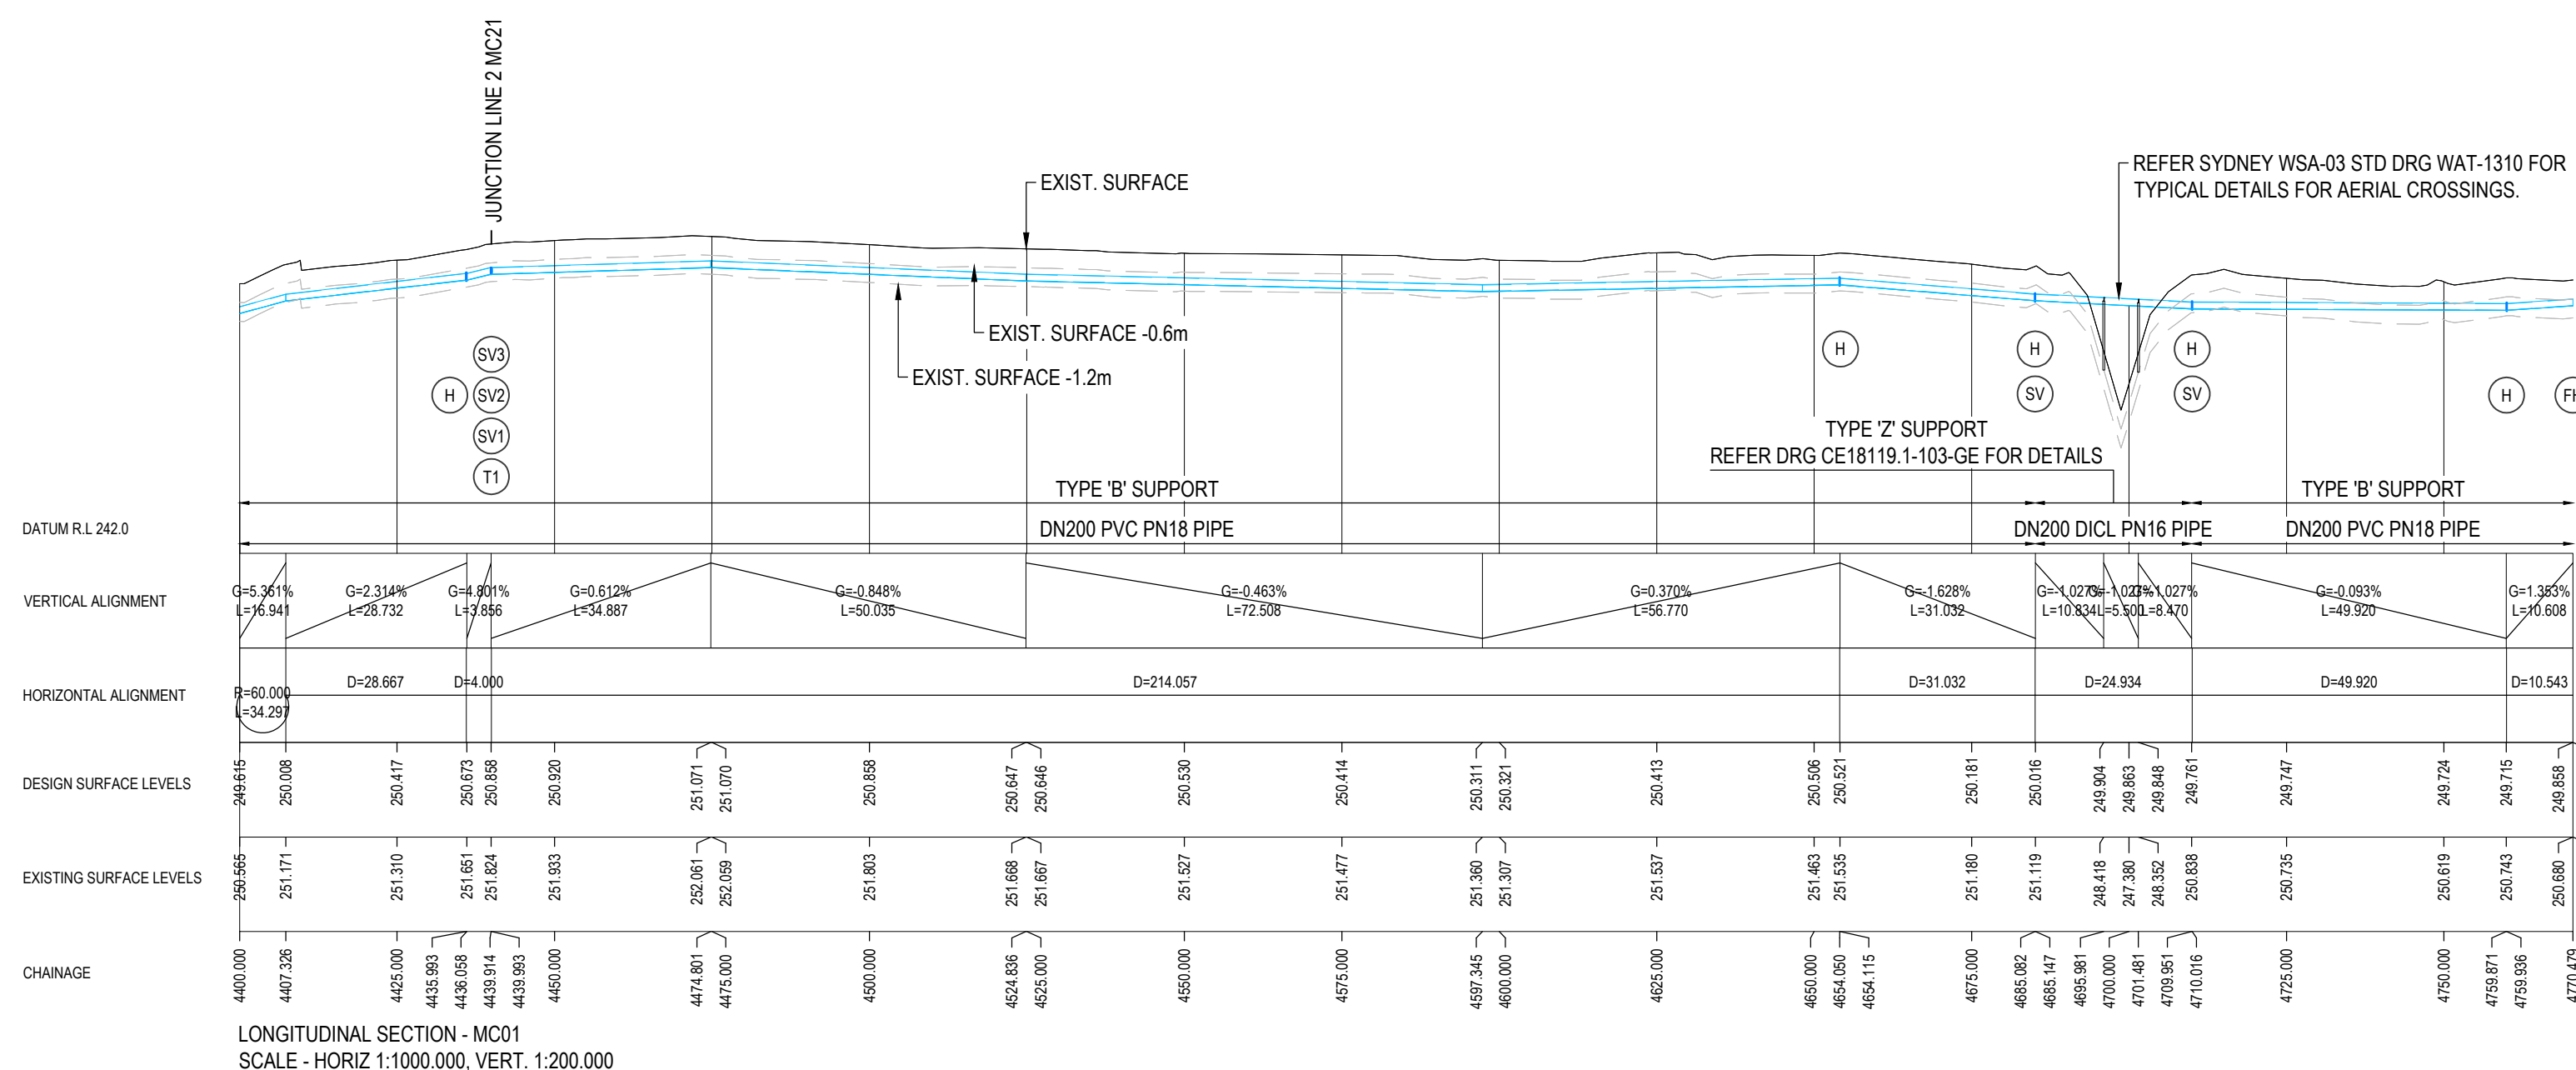 JUNCTION LINE 2 MC21
EXIST. SURFACE
REFER SYDNEY WSA-03 STD DRG WAT-1310 FOR
TYPICAL DETAILS FOR AERIAL CROSSINGS.
EXIST. SURFACE -0.6m
EXIST. SURFACE -1.2m
SV3
H SV2
SV1
T1
H
H
SV
H
SV
H
TYPE 'Z' SUPPORT
REFER DRG CE18119.1-103-GE FOR DETAILS
TYPE 'B' SUPPORT TYPE 'B' SUPPORT
DATUM R.L 242.0
DN200 PVC PN18 PIPE DN200 DICL PN16 PIPE DN200 PVC PN18 PIPE
VERTICAL ALIGNMENT
G=5.361% G=2.314% G=4.801% G=0.612% G=-0.848% G=-0.463% G=0.370% G=-1.628% G=-1.027% G=-1.027% G=-1.027% G=-0.093% G=1.353%
L=16.941 L=28.732 L=3.856 L=34.887 L=50.035 L=72.508 L=56.770 L=31.032 L=10.834 L=5.500 L=8.470 L=49.920 L=10.608
HORIZONTAL ALIGNMENT
R=60.000
L=34.297
D=28.667 D=4.000 D=214.057 D=31.032 D=24.934 D=49.920 D=10.543
DESIGN SURFACE LEVELS
249.615 250.008 250.417 250.673 250.858 250.920 251.071 251.070 250.858 250.647 250.646 250.530 250.414 250.311 250.321 250.413 250.506 250.521 250.181 250.016 249.904 249.863 249.848 249.761 249.747 249.724 249.715 249.858
EXISTING SURFACE LEVELS
250.565 251.171 251.310 251.651 251.824 251.933 252.061 252.059 251.803 251.668 251.667 251.527 251.477 251.360 251.307 251.537 251.463 251.535 251.180 251.119 248.418 247.380 248.352 250.838 250.735 250.619 250.743 250.680
CHAINAGE
4400.000 4407.326 4425.000 4435.993 4436.058 4439.914 4439.993 4450.000 4474.801 4475.000 4500.000 4524.836 4525.000 4550.000 4575.000 4597.345 4600.000 4625.000 4650.000 4654.050 4654.115 4675.000 4685.082 4685.147 4695.981 4700.000 4701.481 4709.951 4710.016 4725.000 4750.000 4759.871 4759.936 4770.479
LONGITUDINAL SECTION - MC01
SCALE - HORIZ 1:1000.000, VERT. 1:200.000